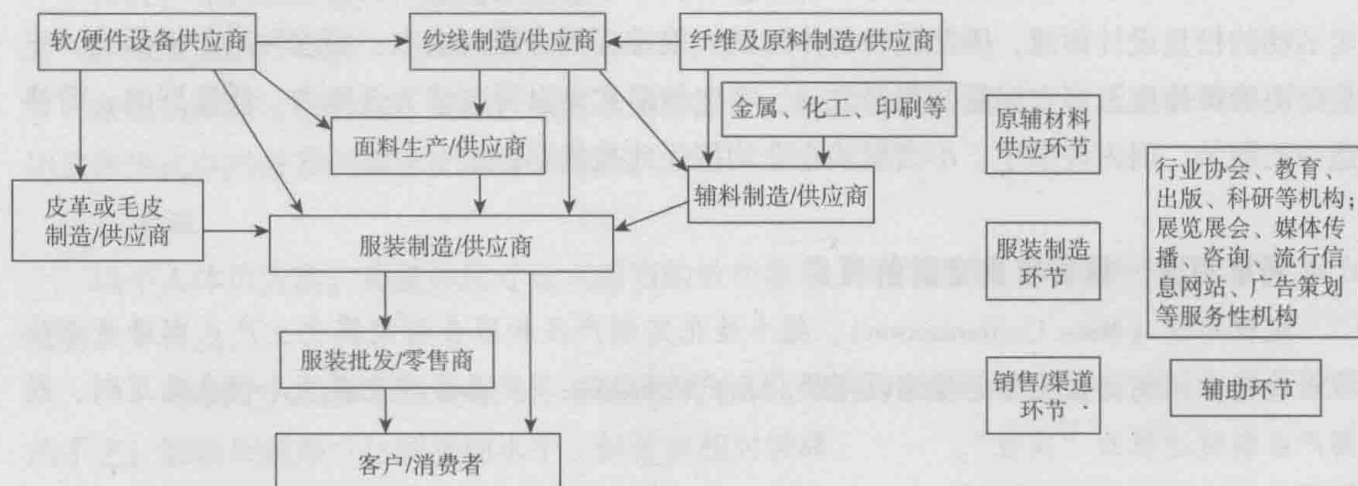 软/硬件设备供应商
纱线制造/供应商
纤维及原料制造/供应商
金属、化工、印刷等
面料生产/供应商
原辅材料
供应环节
皮革或毛皮
制造/供应商
辅料制造/供应商
行业协会、教育、
出版、科研等机构;
展览展会、媒体传
播、咨询、流行信
息网站、广告策划
等服务性机构
服装制造/供应商
服装制造
环节
服装批发/零售商
销售/渠道
环节
辅助环节
客户/消费者